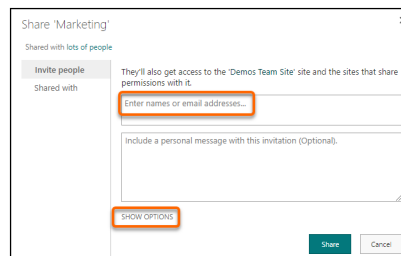 Share 'Marketing'
Shared with lots of people
Invite people
Shared with
They'll also get access to the 'Demos Team Site' site and the sites that share
permissions with it.
Enter names or email addresses...
Include a personal message with this invitation (Optional).
SHOW OPTIONS
Share
Cancel